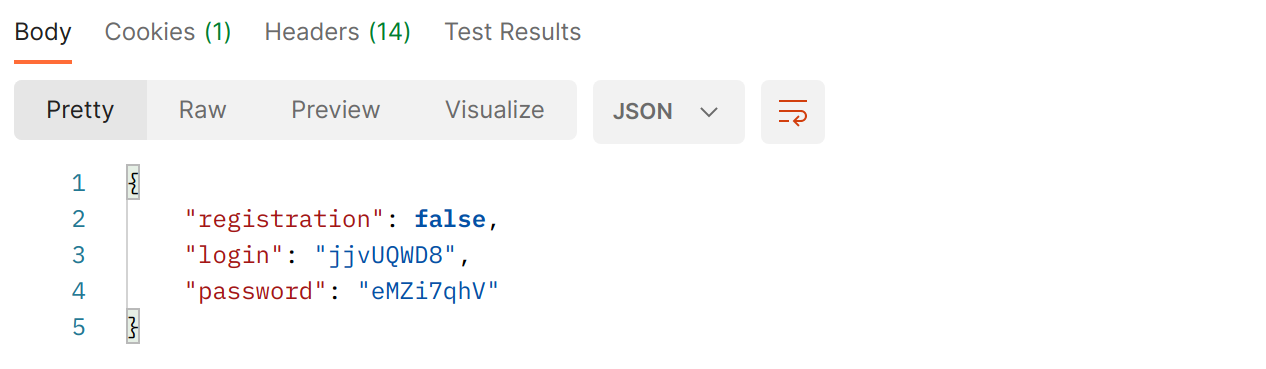 Body Cookies (1) Headers (14) Test Results
Pretty Raw Preview Visualize JSON
1 {
2 "registration": false,
3 "login": "jjvUQWD8",
4 "password": "eMZi7qhV"
5 }